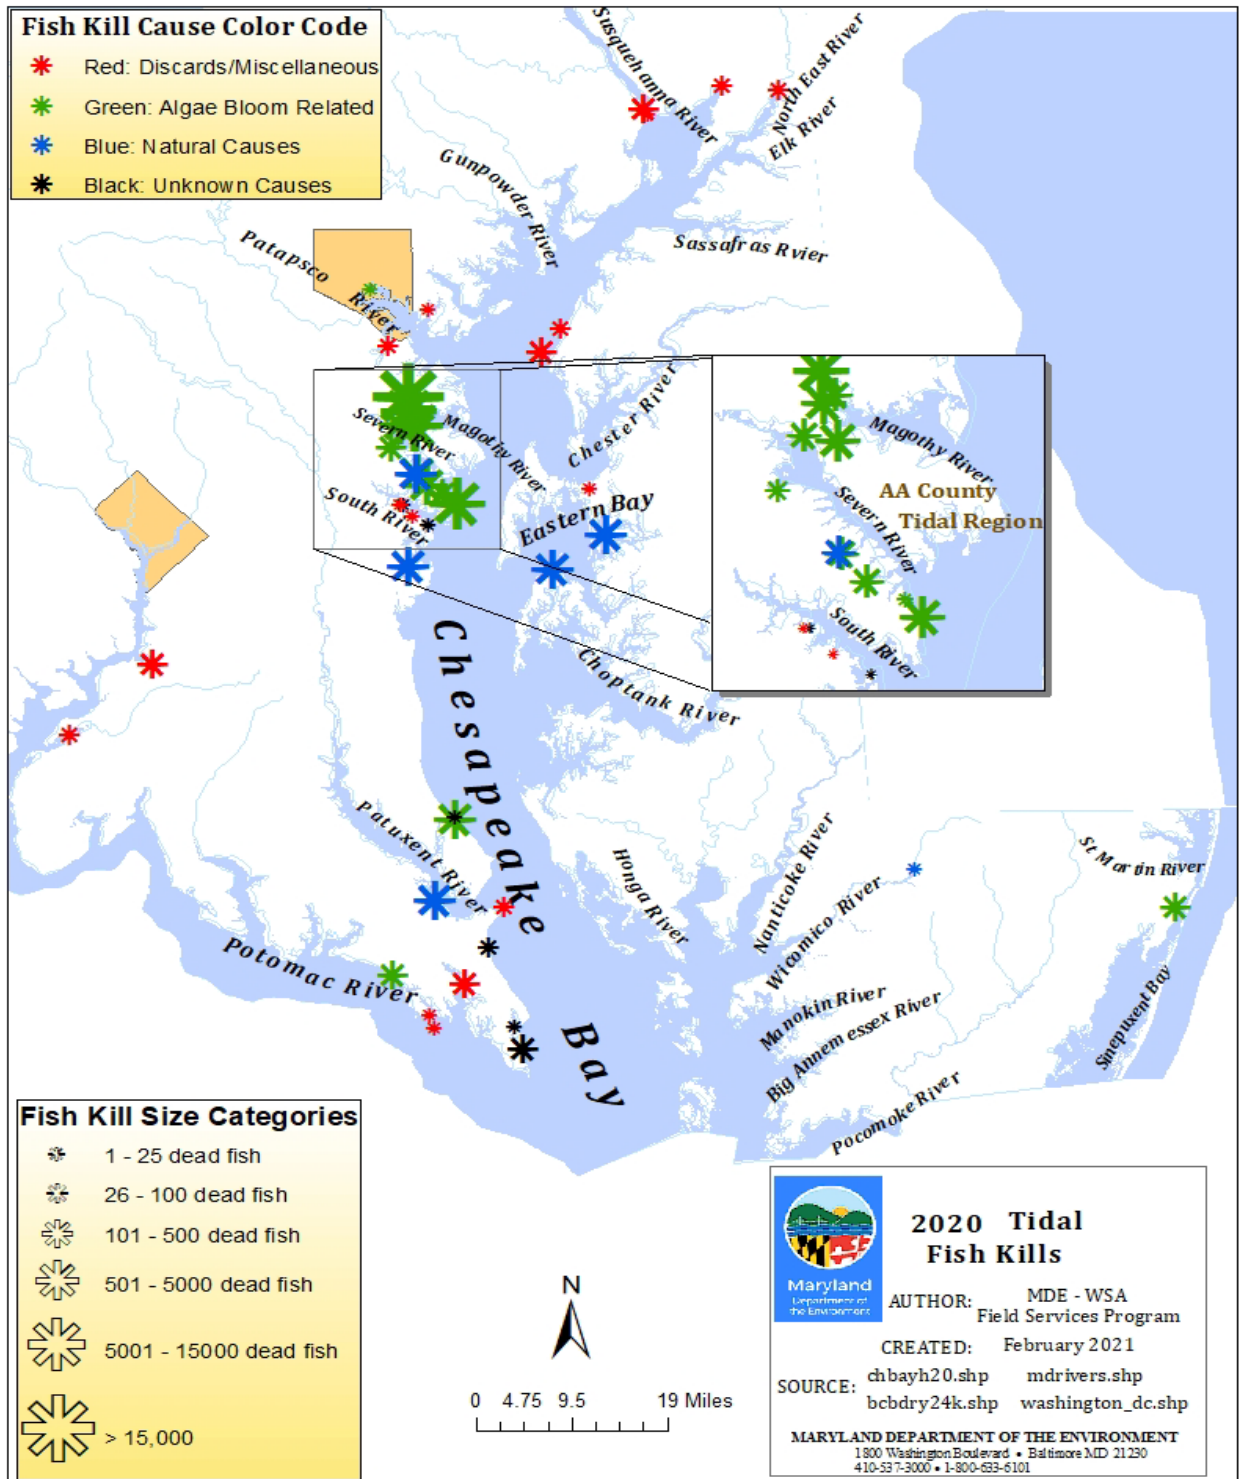 Fish Kill Cause Color Code
Red: Discards/Miscellaneous
Green: Algae Bloom Related
Blue: Natural Causes
Black: Unknown Causes
Susquehanna River
North East River
Elk River
Gunpowder River
Sassafras Rvier
Patapsco
River
Severn River
Magothy River
Chester River
South River
Eastern Bay
Magothy River
AA County
Tidal Region
Severn River
South River
Choptank River
Chesapeake
Bay
Patuxent River
Honga River
Nanticoke River
Wicomico River
St Martin River
Potomac River
Manokin River
Big Annemessex River
Sinepuxent Bay
Pocomoke River
Fish Kill Size Categories
1 - 25 dead fish
26 - 100 dead fish
101 - 500 dead fish
501 - 5000 dead fish
5001 - 15000 dead fish
> 15,000
N
0 4.75 9.5 19 Miles
Maryland
Department of
the Environment
2020 Tidal
Fish Kills
AUTHOR: MDE - WSA
Field Services Program
CREATED: February 2021
SOURCE: chbayh20.shp mdrivers.shp
bcbdry24k.shp washington_dc.shp
MARYLAND DEPARTMENT OF THE ENVIRONMENT
1800 Washington Boulevard • Baltimore MD 21230
410-537-3000 • 1-800-633-6101